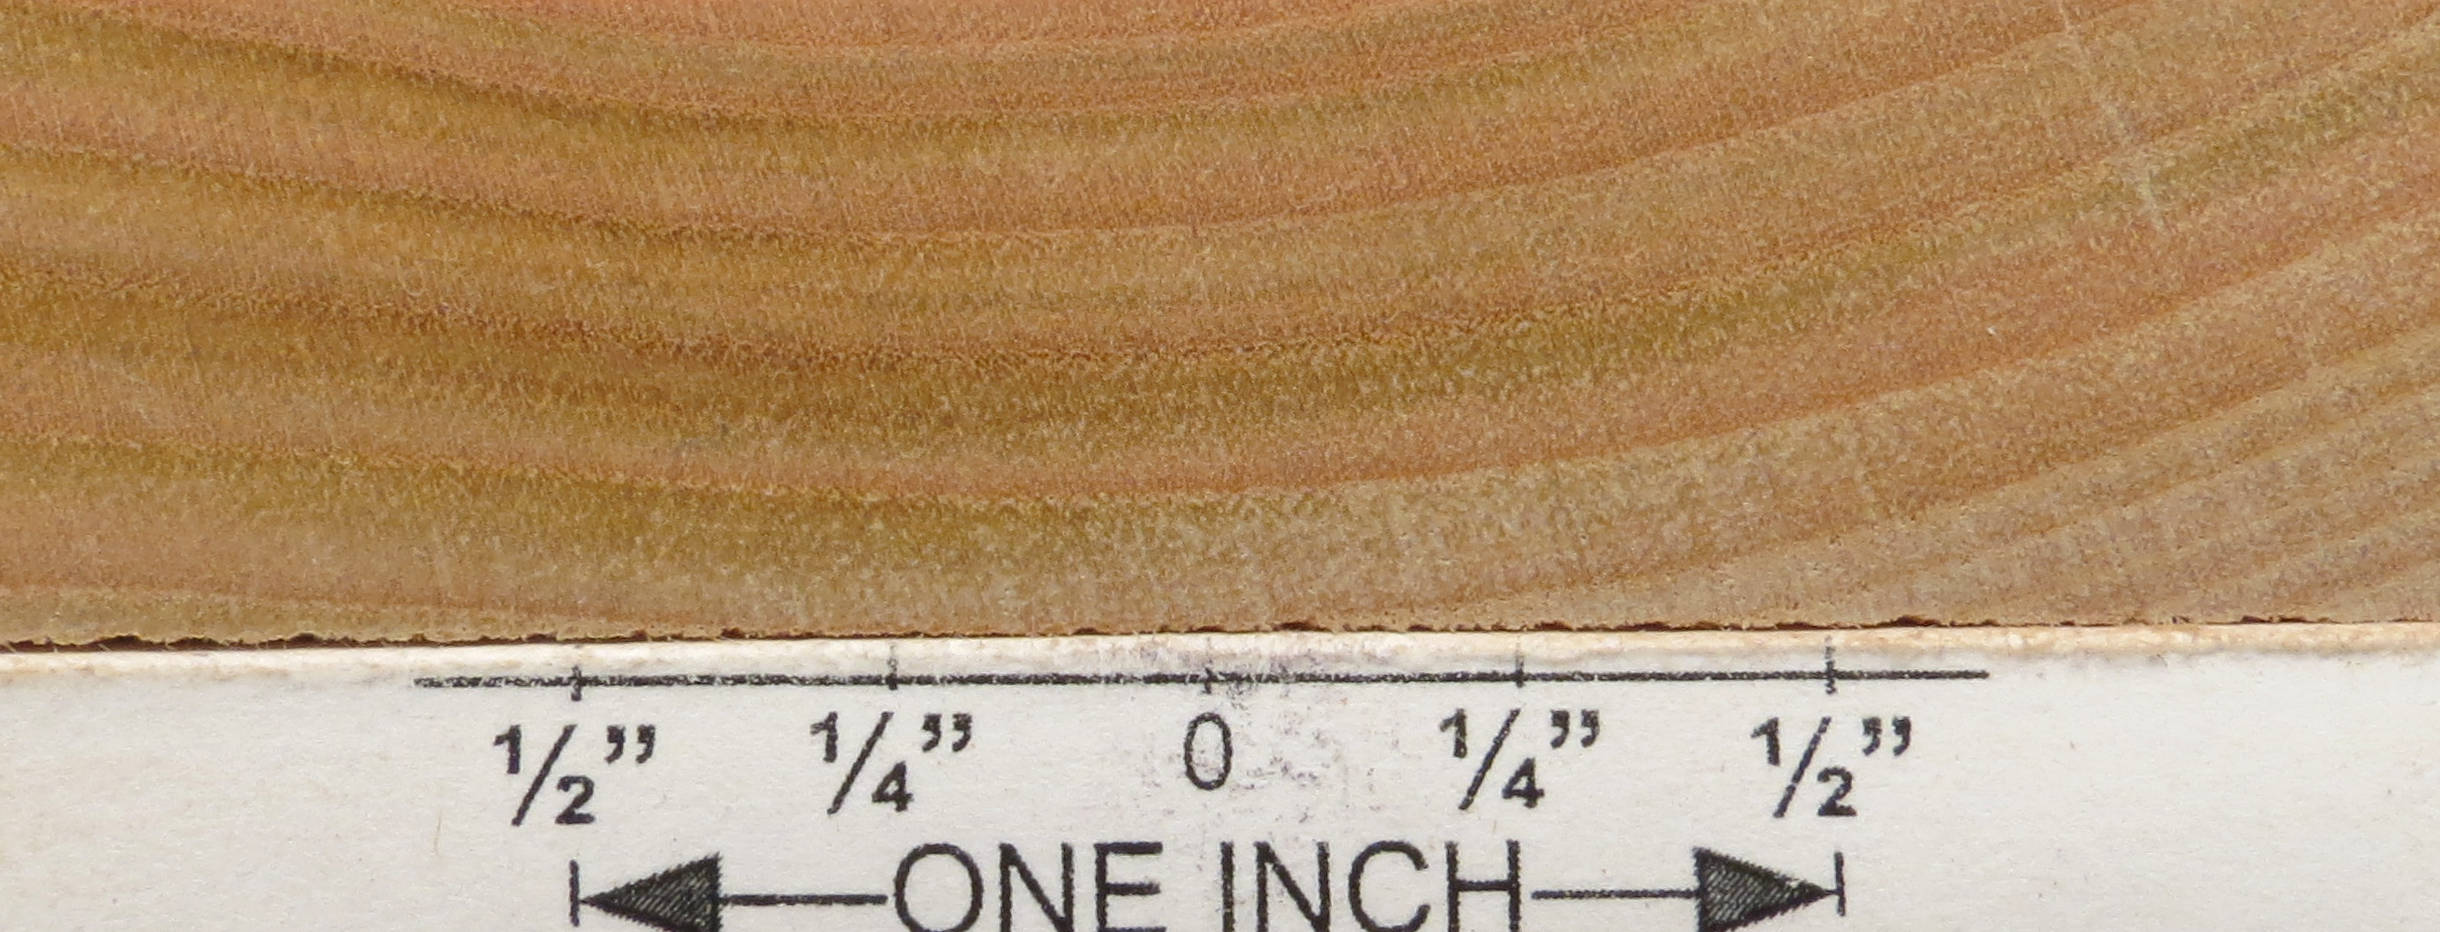 1/2” 1/4” 0 1/4” 1/2”
ONE INCH